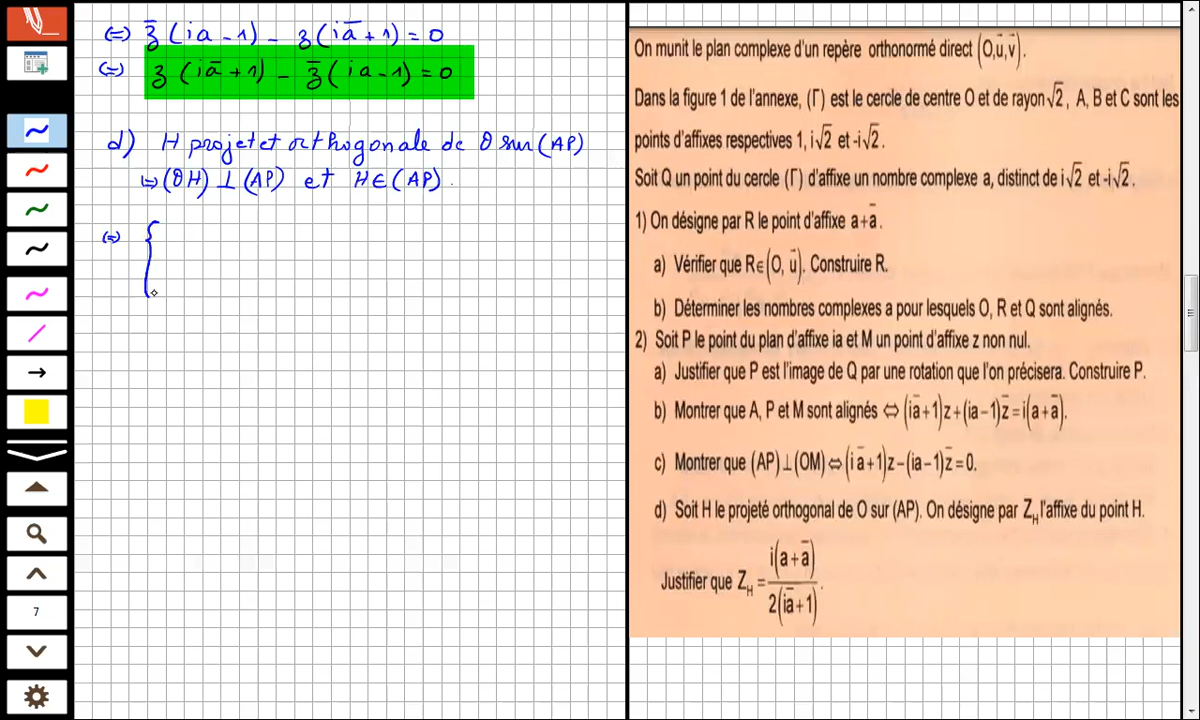 ⇔ z̄ (ia - 1) - z (iā + 1) = 0
⇔ z (iā + 1) - z̄ (ia - 1) = 0
d) H projetet orthogonale de O sur (AP)
↳ (OH) ⊥ (AP) et H ∈ (AP).
⇔ {
7
On munit le plan complexe d'un repère orthonormé direct (O,u⃗,v⃗).
Dans la figure 1 de l'annexe, (Γ) est le cercle de centre O et de rayon √2, A, B et C sont les
points d'affixes respectives 1, i√2 et -i√2.
Soit Q un point du cercle (Γ) d'affixe un nombre complexe a, distinct de i√2 et -i√2.
1) On désigne par R le point d'affixe a+ā.
a) Vérifier que R∈(O, u⃗). Construire R.
b) Déterminer les nombres complexes a pour lesquels O, R et Q sont alignés.
2) Soit P le point du plan d'affixe ia et M un point d'affixe z non nul.
a) Justifier que P est l'image de Q par une rotation que l'on précisera. Construire P.
b) Montrer que A, P et M sont alignés ⇔ (iā+1)z+(ia-1)z̄=i(a+ā).
c) Montrer que (AP)⊥(OM)⇔(iā+1)z-(ia-1)z̄=0.
d) Soit H le projeté orthogonal de O sur (AP). On désigne par Z_H l'affixe du point H.
Justifier que Z_H = i(a+ā) / 2(iā+1).